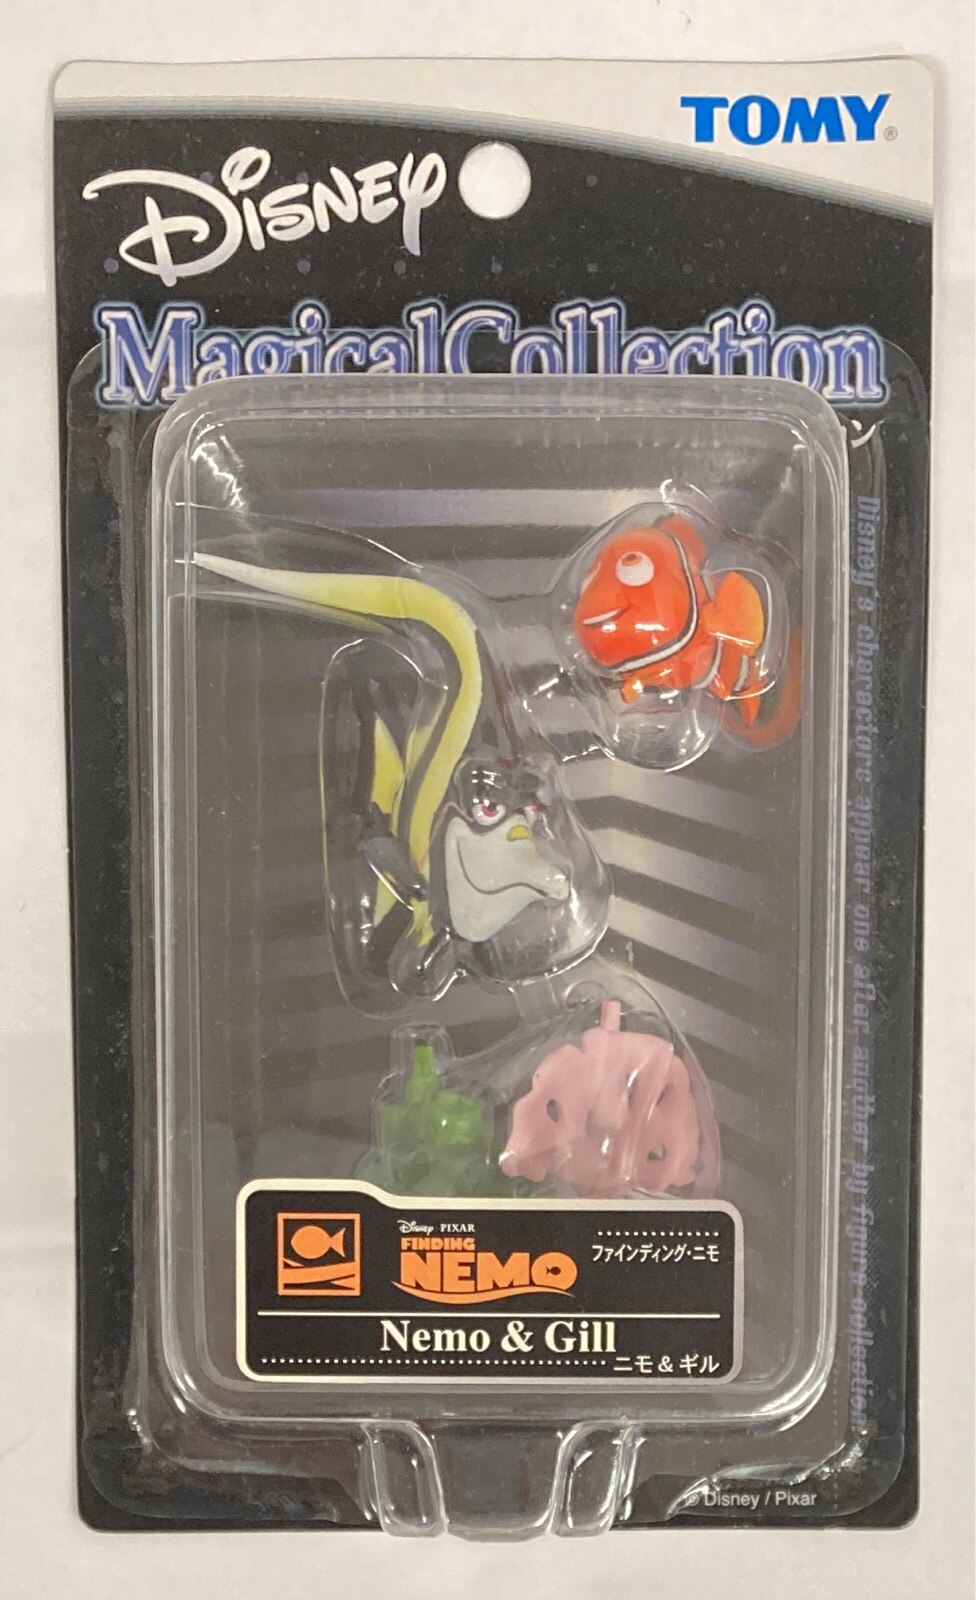 TOMY®
Disney
Magical Collection
Disney's characters appear one after another by figure collection.
Disney PIXAR
FINDING
NEMO
ファインディング・ニモ
Nemo & Gill
ニモ & ギル
© Disney / Pixar